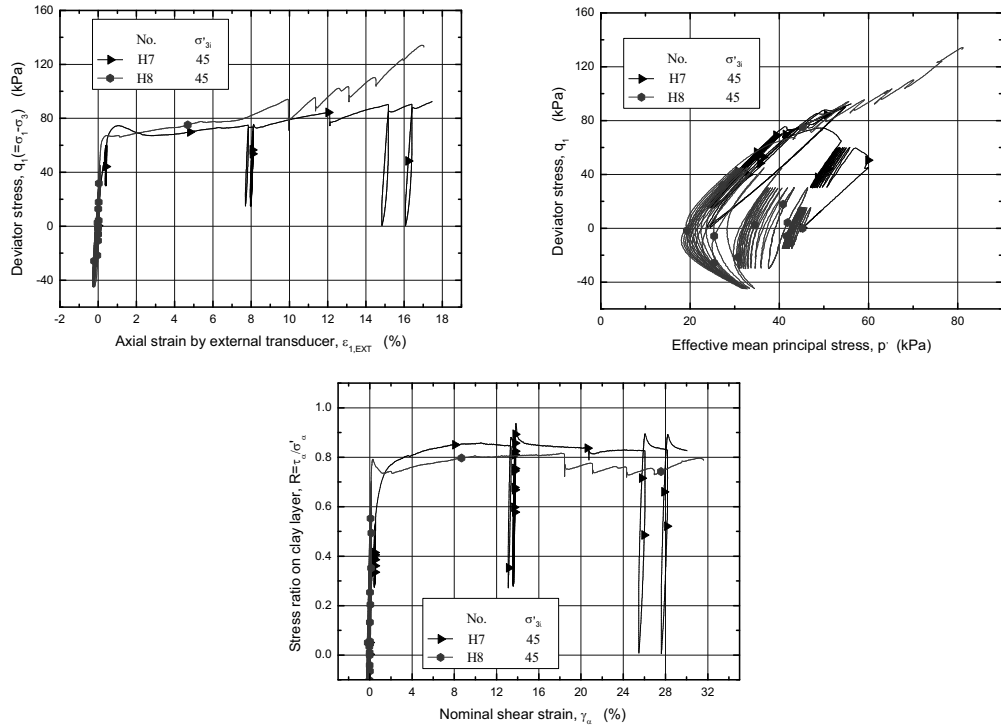 160
120
80
40
0
-40
Deviator stress, q₁(=σ₁-σ₃) (kPa)
No. σ'₃ᵢ
H7 45
H8 45
-2 0 2 4 6 8 10 12 14 16 18
Axial strain by external transducer, ε₁,EXT (%)
160
120
80
40
0
-40
Deviator stress, q₁ (kPa)
No. σ'₃ᵢ
H7 45
H8 45
0 20 40 60 80
Effective mean principal stress, p' (kPa)
1.0
0.8
0.6
0.4
0.2
0.0
Stress ratio on clay layer, R=τα/σ'α
No. σ'₃ᵢ
H7 45
H8 45
0 4 8 12 16 20 24 28 32
Nominal shear strain, γα (%)